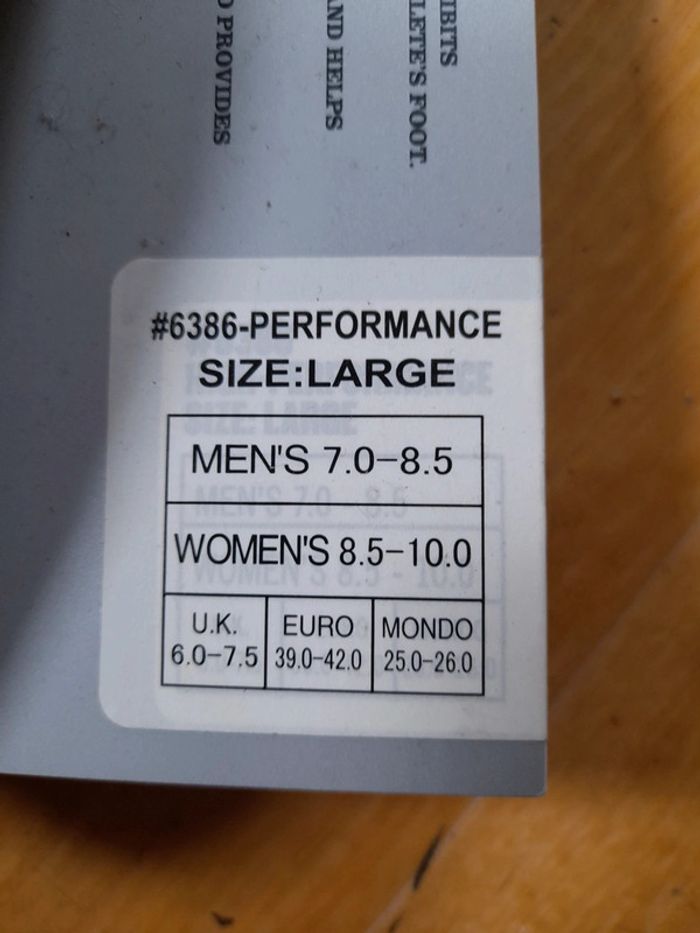 IBITS
LETE'S FOOT.
AND HELPS
D PROVIDES
#6386-PERFORMANCE
SIZE:LARGE
MEN'S 7.0-8.5
WOMEN'S 8.5-10.0
U.K. EURO MONDO
6.0-7.5 39.0-42.0 25.0-26.0